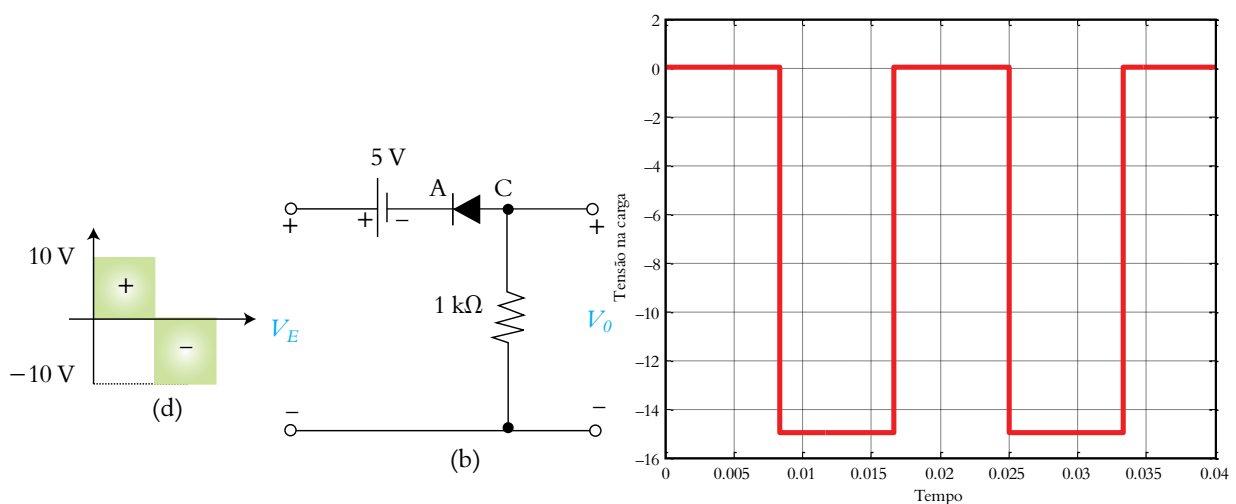 10 V
+
−
−10 V
(d)
V_E
5 V
A
C
+
−
+
+
1 kΩ
V_0
−
−
(b)
Tensão na carga
2
0
−2
−4
−6
−8
−10
−12
−14
−16
0
0.005
0.01
0.015
0.02
0.025
0.03
0.035
0.04
Tempo